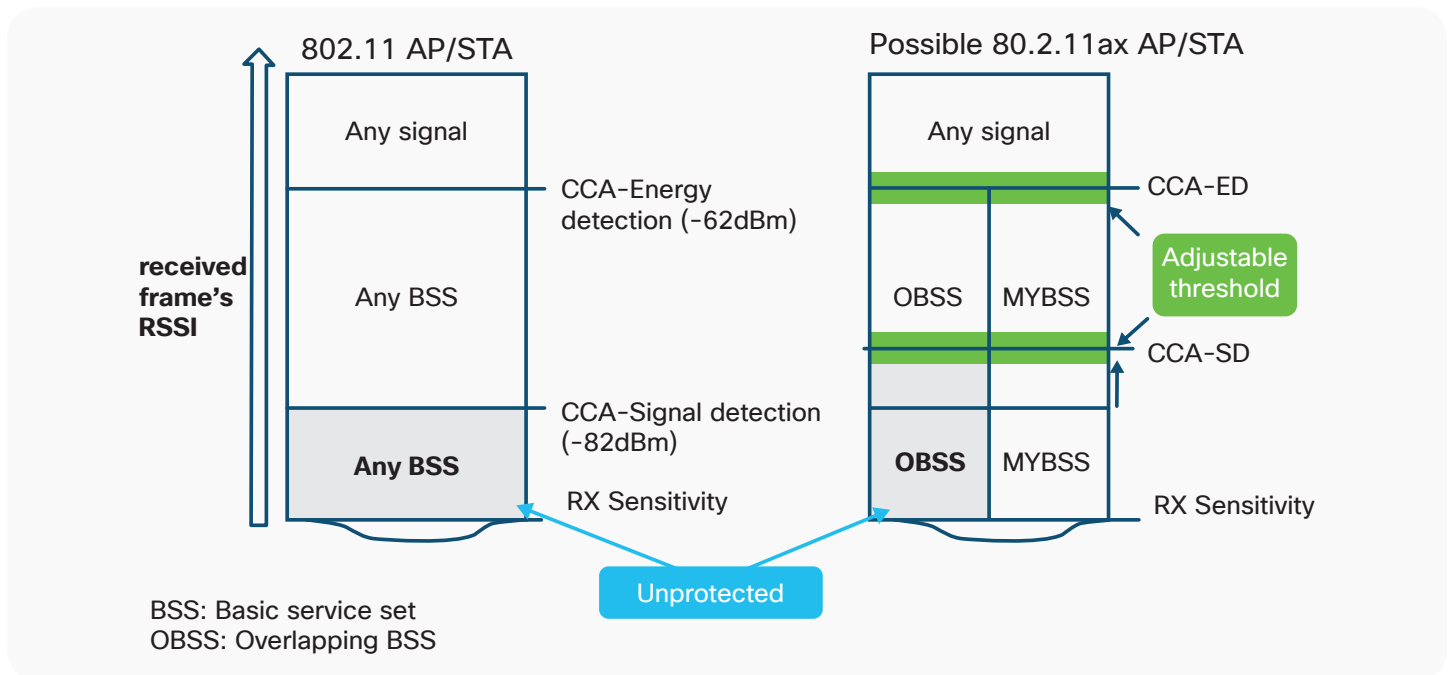 802.11 AP/STA
Possible 80.2.11ax AP/STA
Any signal
CCA-Energy
detection (-62dBm)
received
frame's
RSSI
Any BSS
CCA-Signal detection
(-82dBm)
Any BSS
RX Sensitivity
Any signal
CCA-ED
Adjustable
threshold
OBSS
MYBSS
CCA-SD
OBSS
MYBSS
RX Sensitivity
Unprotected
BSS: Basic service set
OBSS: Overlapping BSS